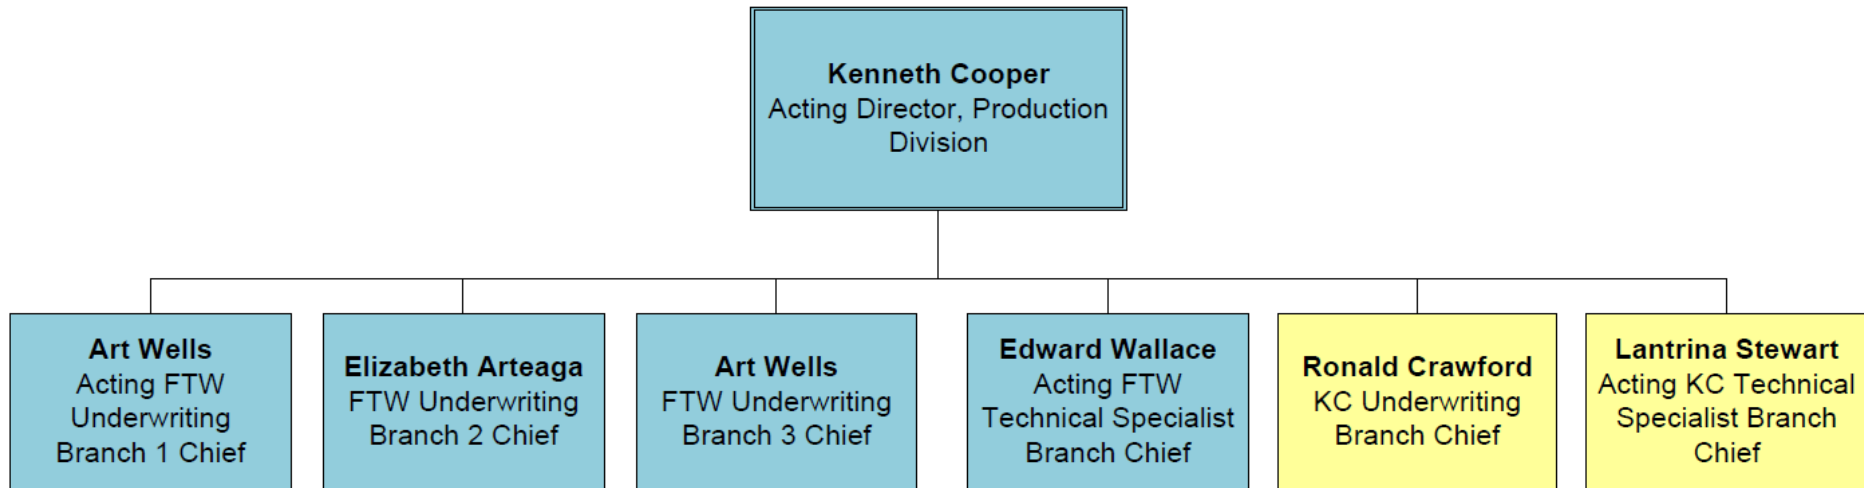 Kenneth Cooper
Acting Director, Production
Division
Art Wells
Acting FTW
Underwriting
Branch 1 Chief
Elizabeth Arteaga
FTW Underwriting
Branch 2 Chief
Art Wells
FTW Underwriting
Branch 3 Chief
Edward Wallace
Acting FTW
Technical Specialist
Branch Chief
Ronald Crawford
KC Underwriting
Branch Chief
Lantrina Stewart
Acting KC Technical
Specialist Branch
Chief